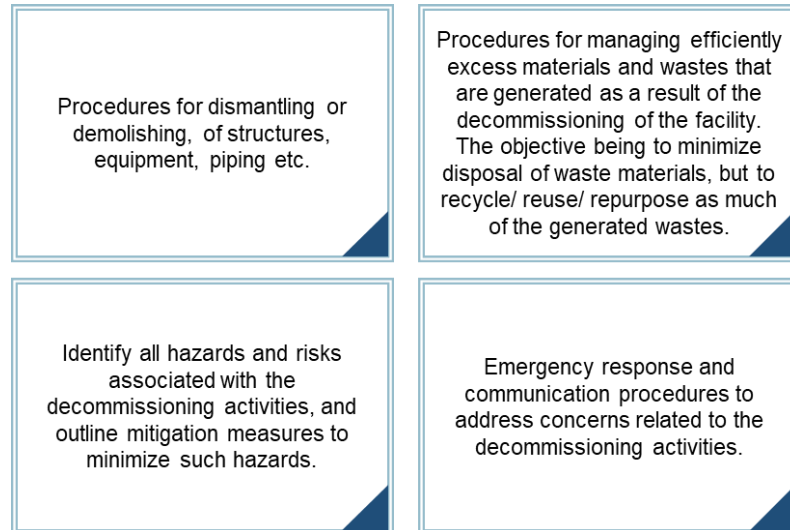 Procedures for dismantling or
demolishing, of structures,
equipment, piping etc.
Procedures for managing efficiently
excess materials and wastes that
are generated as a result of the
decommissioning of the facility.
The objective being to minimize
disposal of waste materials, but to
recycle/ reuse/ repurpose as much
of the generated wastes.
Identify all hazards and risks
associated with the
decommissioning activities, and
outline mitigation measures to
minimize such hazards.
Emergency response and
communication procedures to
address concerns related to the
decommissioning activities.